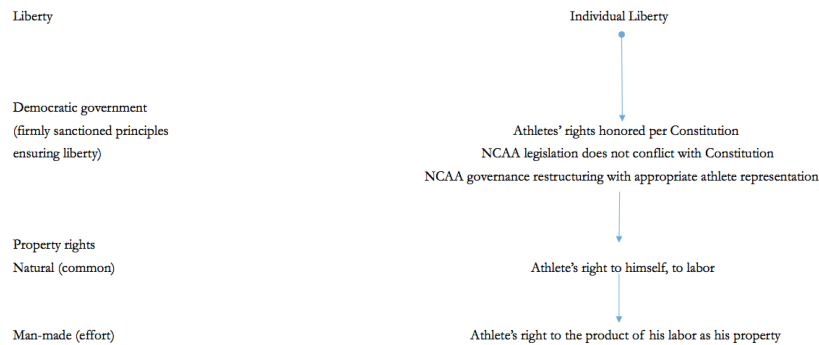 Liberty
Individual Liberty
Democratic government
(firmly sanctioned principles
ensuring liberty)
Athletes’ rights honored per Constitution
NCAA legislation does not conflict with Constitution
NCAA governance restructuring with appropriate athlete representation
Property rights
Natural (common)
Athlete’s right to himself, to labor
Man-made (effort)
Athlete’s right to the product of his labor as his property